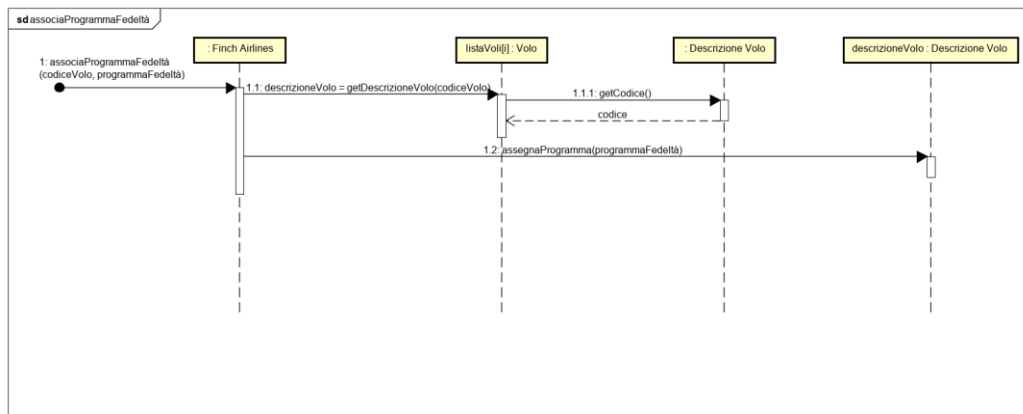 sd associaProgrammaFedeltà
: Finch Airlines
listaVoli[i] : Volo
: Descrizione Volo
descrizioneVolo : Descrizione Volo
1: associaProgrammaFedeltà
(codiceVolo, programmaFedeltà)
1.1: descrizioneVolo = getDescrizioneVolo(codiceVolo)
1.1.1: getCodice()
codice
1.2: assegnaProgramma(programmaFedeltà)